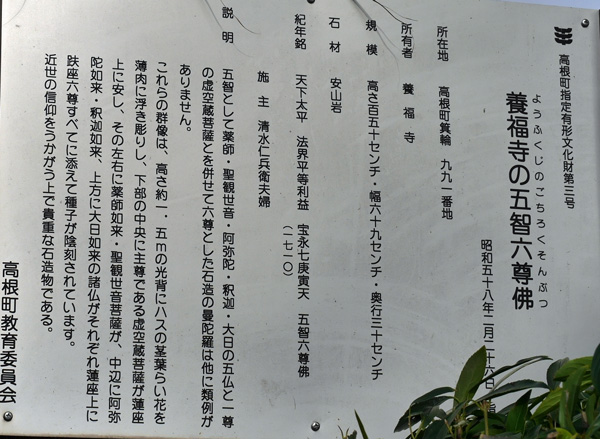 高根町指定有形文化財第三号
ようふくじのごちろくそんぶつ
養福寺の五智六尊佛
昭和五十八年二月二十六日
所在地 高根町箕輪 九九一番地
所有者 養福寺
規模 高さ百五十センチ・幅六十九センチ・奥行三十センチ
石材 安山岩
紀年銘 天下太平 法界平等利益 宝永七庚寅天 五智六尊佛
(一七一〇)
施主 清水仁兵衛夫婦
説明 五智として薬師・聖観世音・阿弥陀・釈迦・大日の五仏と一尊
の虚空蔵菩薩とを併せて六尊とした石造の曼陀羅は他に類例が
ありません。
これらの群像は、高さ約一．五mの光背にハスの茎葉らい花を
薄肉に浮き彫りし、下部の中央に主尊である虚空蔵菩薩が蓮座
上に安し、その左右に薬師如来・聖観世音菩薩が、中辺に阿弥
陀如来・釈迦如来、上方に大日如来の諸仏がそれぞれ蓮座上に
趺座六尊すべてに添えて種子が陰刻されています。
近世の信仰をうかがう上で貴重な石造物である。
高根町教育委員会